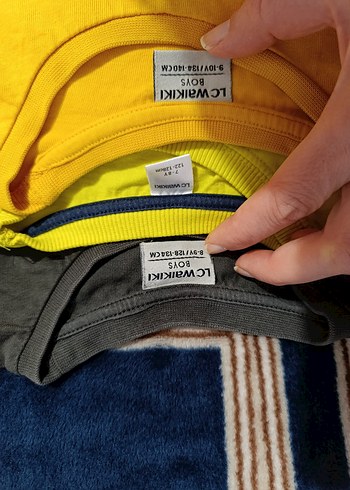 LC WaIKIKI
BOYS
9-10Y/134-140CM
LC WaIKIKI
7-8Y
122-128cm
LC WaIKIKI
BOYS
8-9Y/128-134CM